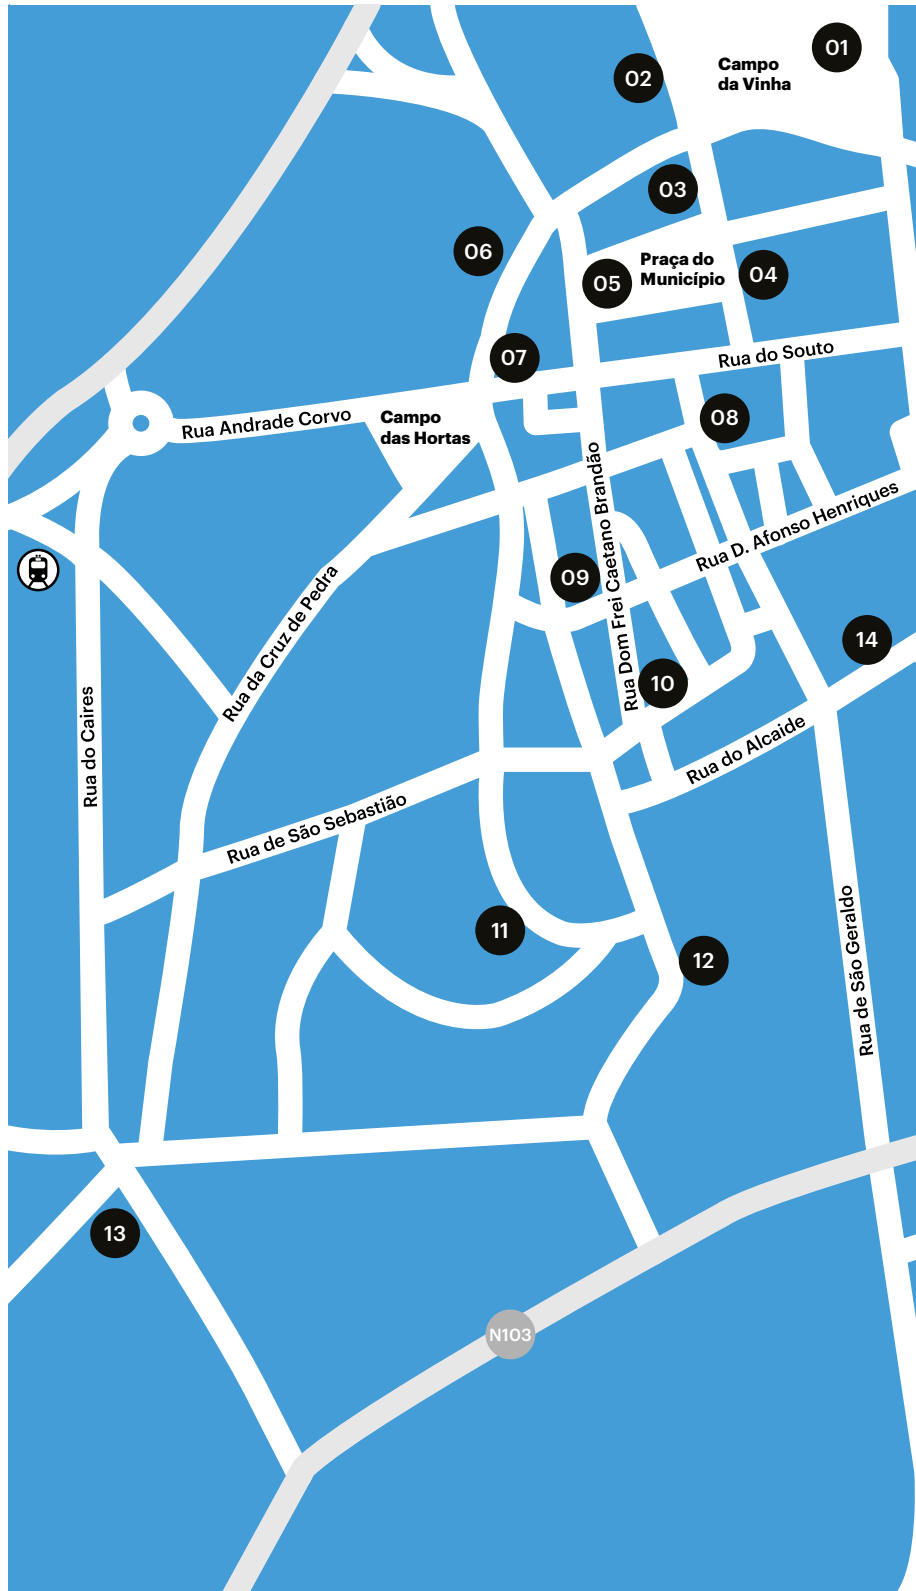 01
Campo
da Vinha
02
03
06
Praça do
Município
04
05
07
Rua do Souto
08
Rua Andrade Corvo
Campo
das Hortas
Rua Dom Frei Caetano Brandão
Rua D. Afonso Henriques
09
Rua da Cruz de Pedra
14
10
Rua do Caires
Rua do Alcaide
Rua de São Sebastião
11
12
Rua de São Geraldo
13
N103